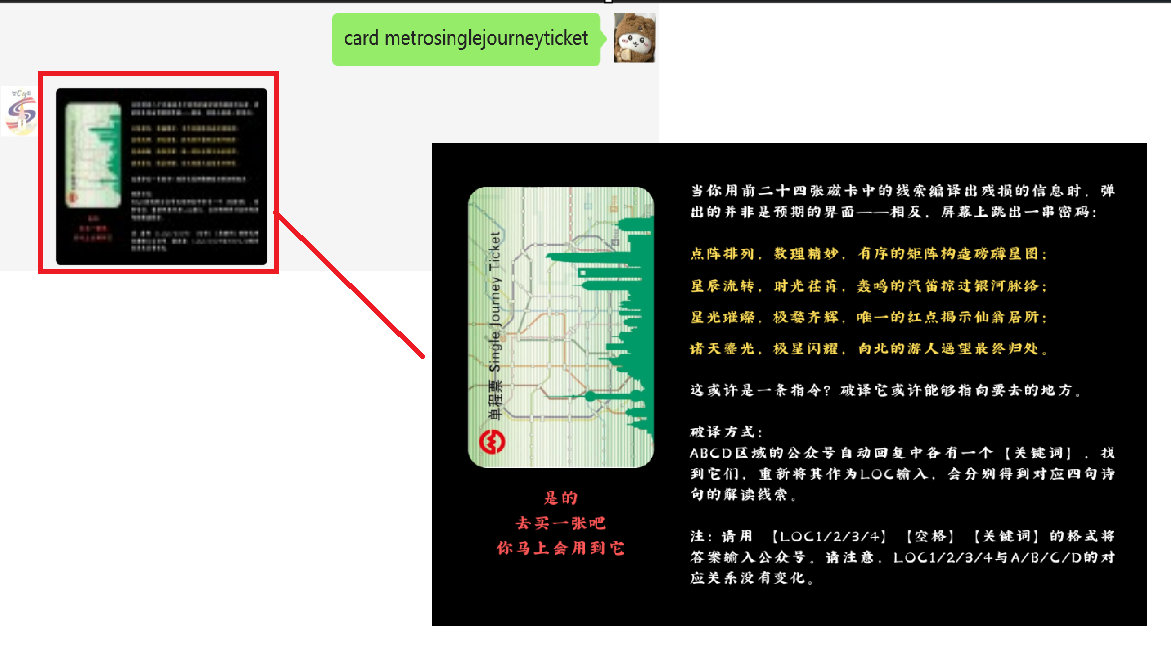 card metrosinglejourneyticket
单程票 Single Journey Ticket
是的
去买一张吧
你马上会用到它
当你用前二十四张磁卡中的线索编译出残损的信息时，弹
出的并非是预期的界面——相反，屏幕上跳出一串密码：
点阵排列，数理精妙，有序的矩阵构造磅礴星图；
星辰流转，时光荏苒，轰鸣的汽笛掠过银河脉络；
星光璀璨，极婺齐辉，唯一的红点揭示仙翁居所；
诸天鎏光，极星闪耀，向北的游人遥望最终归处。
这或许是一条指令？破译它或许能够指向要去的地方。
破译方式：
ABCD区域的公众号自动回复中各有一个【关键词】，找
到它们，重新将其作为LOC输入，会分别得到对应四句诗
句的解读线索。
注：请用 【LOC1/2/3/4】 【空格】 【关键词】的格式将
答案输入公众号。请注意，LOC1/2/3/4与A/B/C/D的对
应关系没有变化。